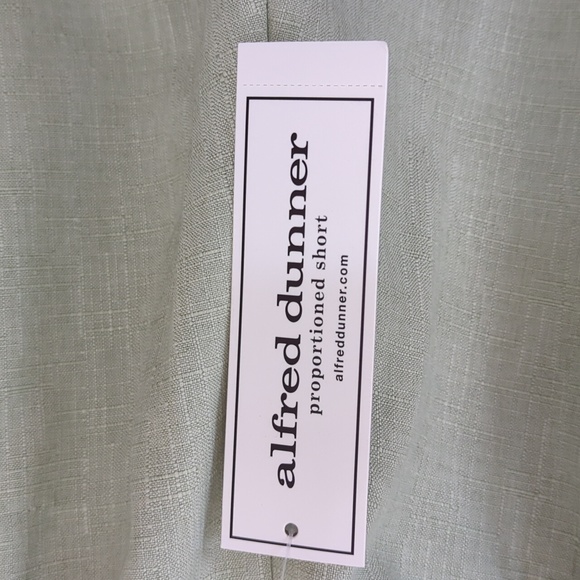 alfred dunner
proportioned short
alfreddunner.com